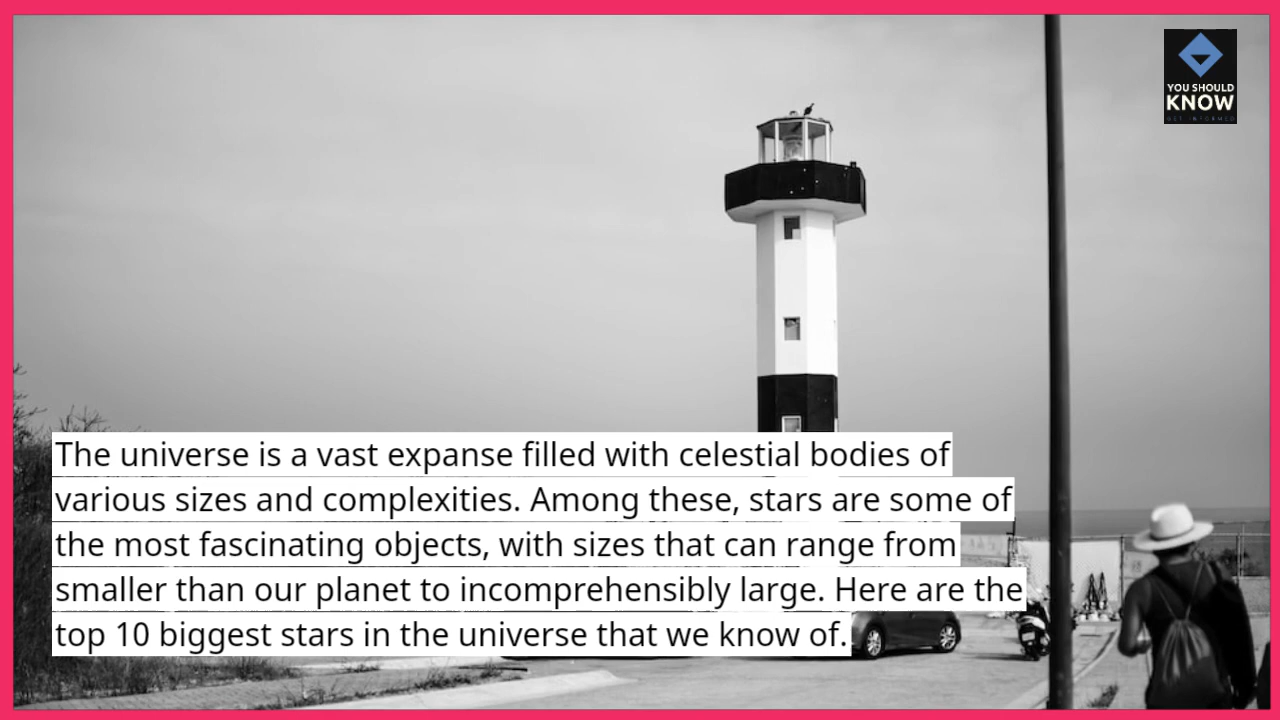 YOU SHOULD
KNOW
GET INFORMED
The universe is a vast expanse filled with celestial bodies of
various sizes and complexities. Among these, stars are some of
the most fascinating objects, with sizes that can range from
smaller than our planet to incomprehensibly large. Here are the
top 10 biggest stars in the universe that we know of.